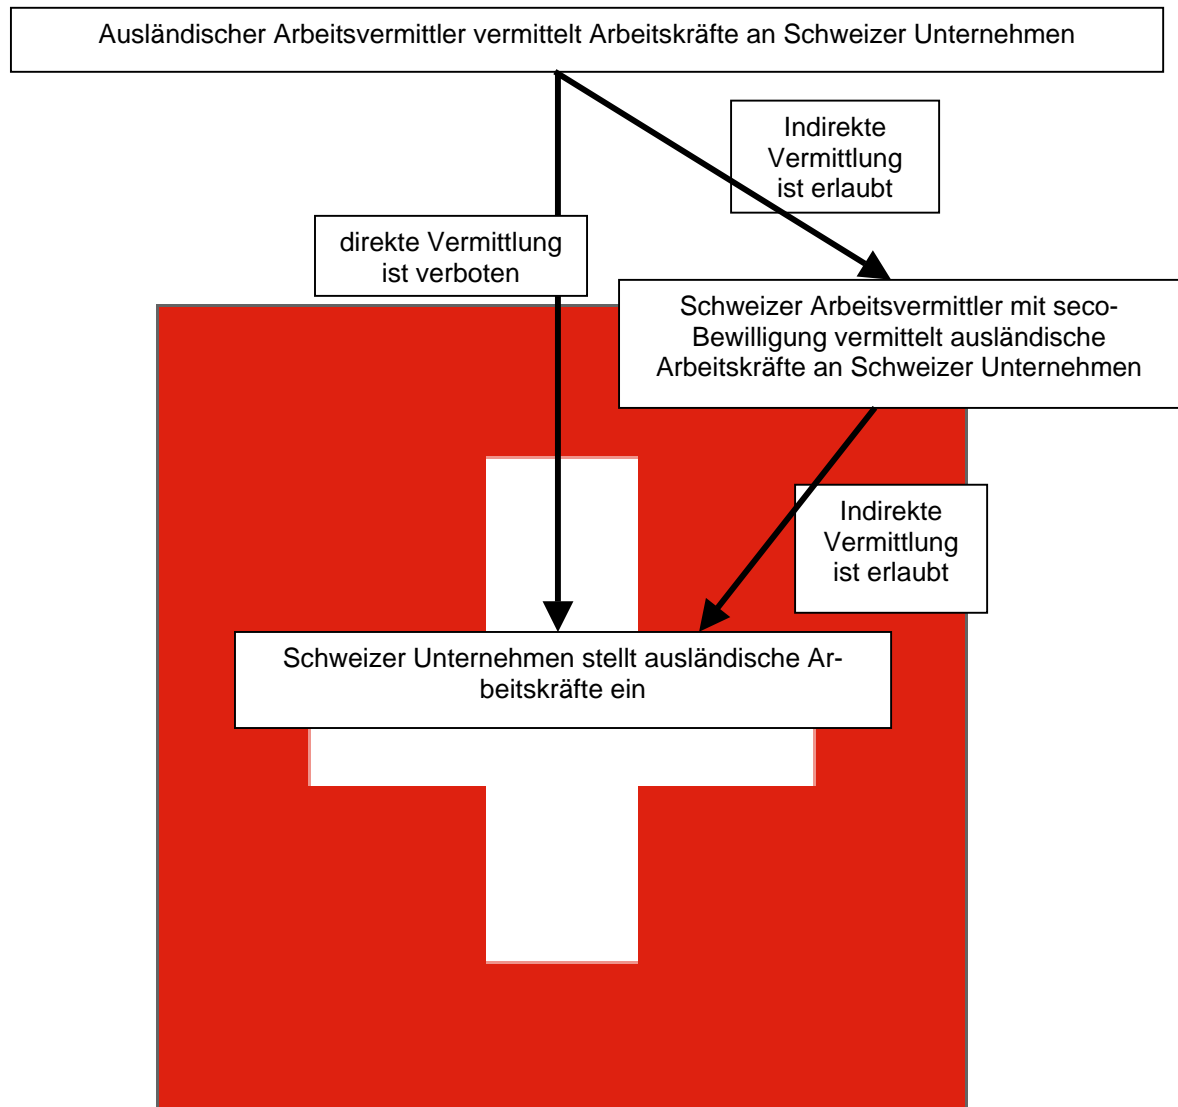 Ausländischer Arbeitsvermittler vermittelt Arbeitskräfte an Schweizer Unternehmen
Indirekte
Vermittlung
ist erlaubt
direkte Vermittlung
ist verboten
Schweizer Arbeitsvermittler mit seco-
Bewilligung vermittelt ausländische
Arbeitskräfte an Schweizer Unternehmen
Indirekte
Vermittlung
ist erlaubt
Schweizer Unternehmen stellt ausländische Ar-
beitskräfte ein